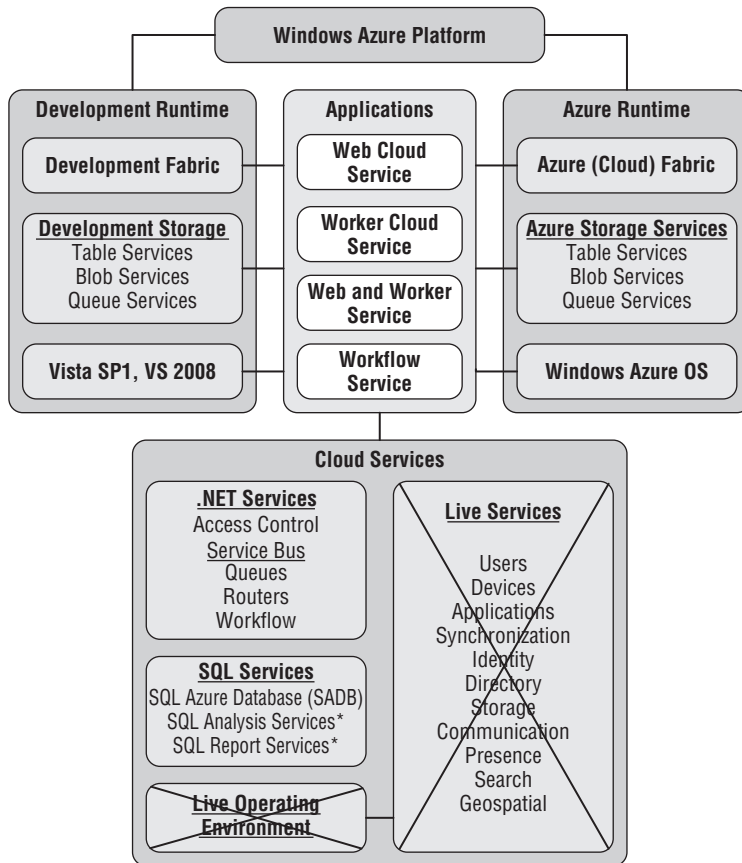 Windows Azure Platform
Development Runtime
Development Fabric
Development Storage
Table Services
Blob Services
Queue Services
Vista SP1, VS 2008
Applications
Web Cloud
Service
Worker Cloud
Service
Web and Worker
Service
Workflow
Service
Azure Runtime
Azure (Cloud) Fabric
Azure Storage Services
Table Services
Blob Services
Queue Services
Windows Azure OS
Cloud Services
.NET Services
Access Control
Service Bus
Queues
Routers
Workflow
SQL Services
SQL Azure Database (SADB)
SQL Analysis Services*
SQL Report Services*
Live Operating
Environment
Live Services
Users
Devices
Applications
Synchronization
Identity
Directory
Storage
Communication
Presence
Search
Geospatial